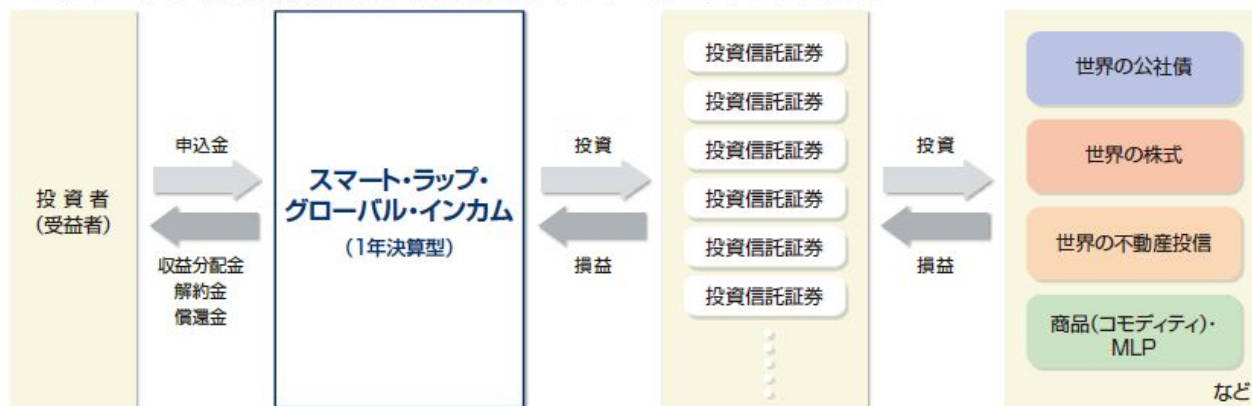 投資者
(受益者)
申込金
収益分配金
解約金
償還金
スマート・ラップ・
グローバル・インカム
(1年決算型)
投資
損益
投資信託証券
投資信託証券
投資信託証券
投資信託証券
投資信託証券
投資信託証券
投資
損益
世界の公社債
世界の株式
世界の不動産投信
商品(コモディティ)・
MLP
など